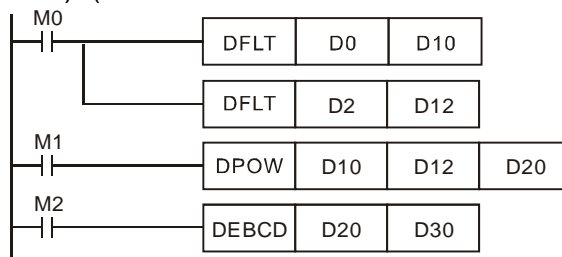 M0
DFLT D0 D10
DFLT D2 D12
M1
DPOW D10 D12 D20
M2
DEBCD D20 D30